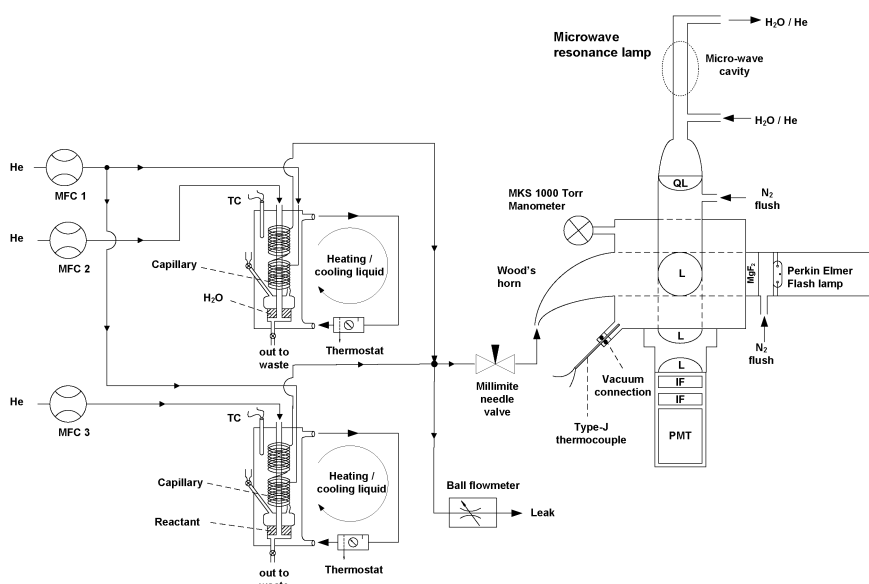 H2O / He
Microwave
resonance lamp
Micro-wave
cavity
H2O / He
He
MFC 1
QL
N2
flush
TC
MKS 1000 Torr
Manometer
He
MFC 2
Capillary
Heating /
cooling liquid
Wood's
horn
L
MgF2
Perkin Elmer
Flash lamp
H2O
out to
waste
Thermostat
L
N2
flush
L
Millimite
needle
valve
Vacuum
connection
IF
IF
He
MFC 3
TC
Type-J
thermocouple
PMT
Capillary
Heating /
cooling liquid
Ball flowmeter
Leak
Reactant
out to
waste
Thermostat